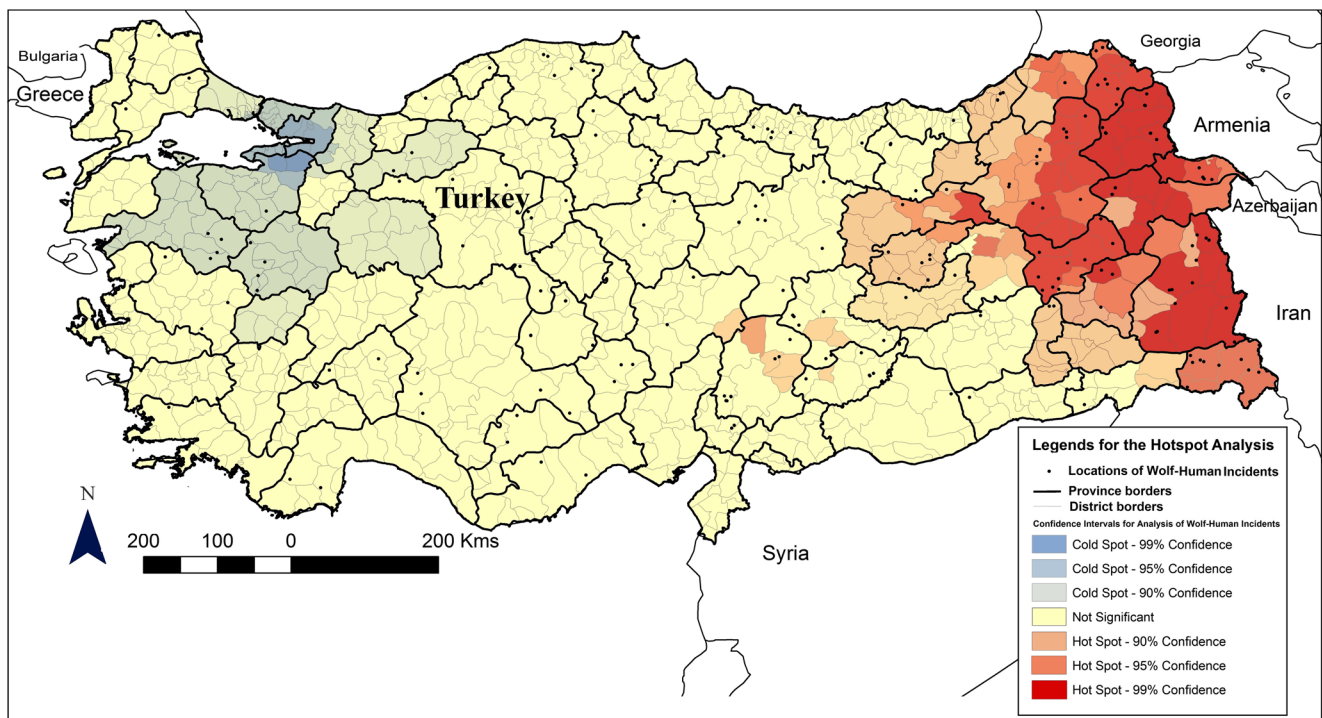 Bulgaria
Greece
Georgia
Armenia
Azerbaijan
Turkey
Iran
Syria
N
200 100 0 200 Kms
Legends for the Hotspot Analysis
Locations of Wolf-Human Incidents
Province borders
District borders
Confidence Intervals for Analysis of Wolf-Human Incidents
Cold Spot - 99% Confidence
Cold Spot - 95% Confidence
Cold Spot - 90% Confidence
Not Significant
Hot Spot - 90% Confidence
Hot Spot - 95% Confidence
Hot Spot - 99% Confidence